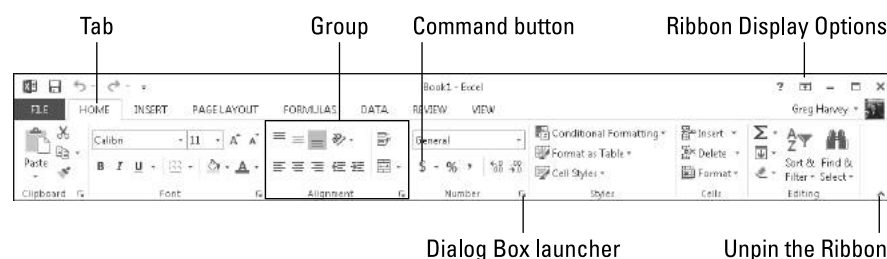 Tab Group Command button Ribbon Display Options
Book1 - Excel ?
FILE HOME INSERT PAGE LAYOUT FORMULAS DATA REVIEW VIEW Greg Harvey
Calibri 11 A A General Conditional Formatting Insert Σ A Z
Paste Format as Table Delete Sort & Find &
B I U A $ % , .00 Cell Styles Format Filter Select
Clipboard Font Alignment Number Styles Cells Editing
Dialog Box launcher Unpin the Ribbon